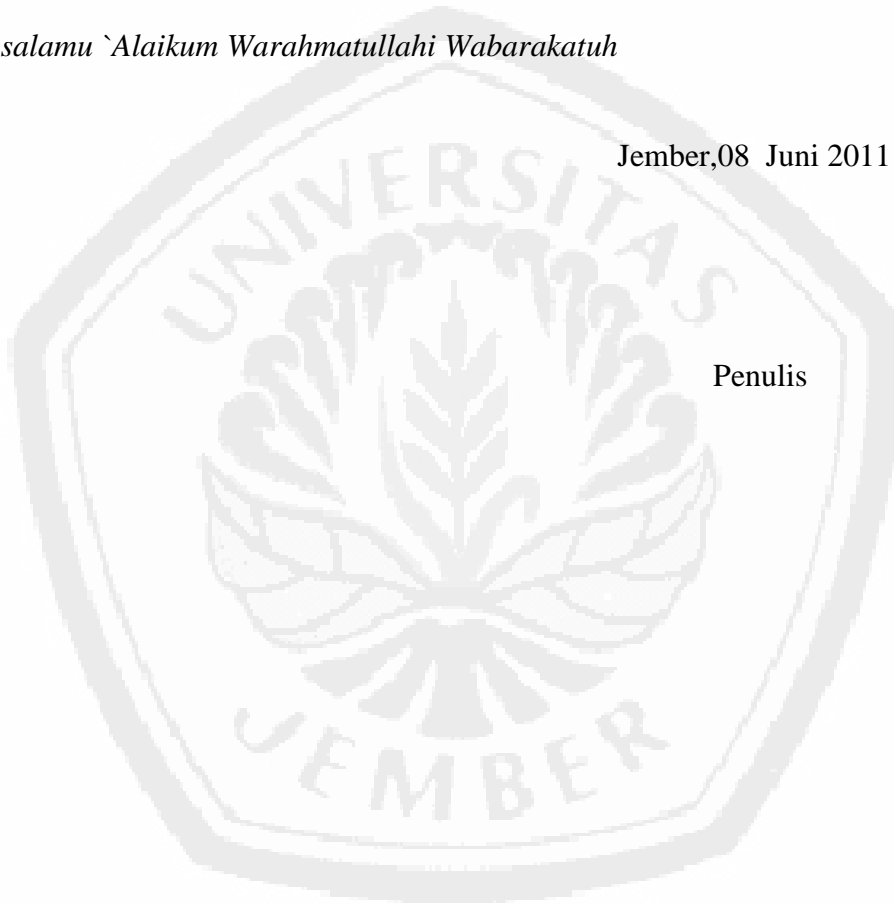 salamu `Alaikum Warahmatullahi Wabarakatuh
Jember,08 Juni 2011
UNIVERSITAS
Penulis
JEMBER